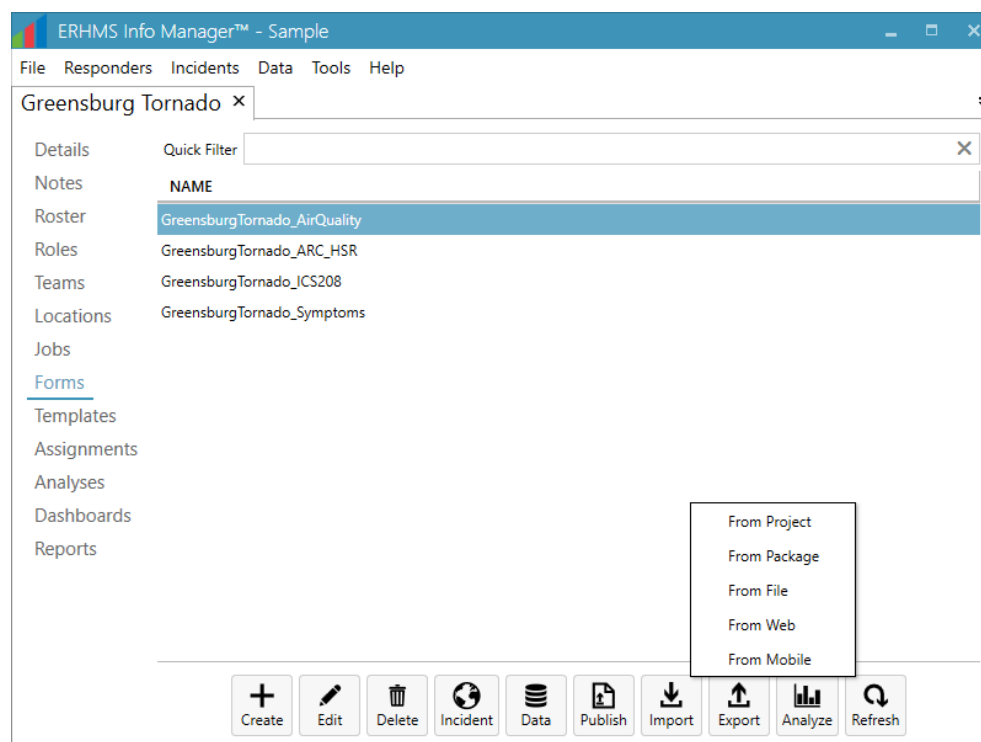 ERHMS Info Manager™ - Sample
File Responders Incidents Data Tools Help
Greensburg Tornado ×
Details
Notes
Roster
Roles
Teams
Locations
Jobs
Forms
Templates
Assignments
Analyses
Dashboards
Reports
Quick Filter
NAME
GreensburgTornado_AirQuality
GreensburgTornado_ARC_HSR
GreensburgTornado_ICS208
GreensburgTornado_Symptoms
From Project
From Package
From File
From Web
From Mobile
Create Edit Delete Incident Data Publish Import Export Analyze Refresh